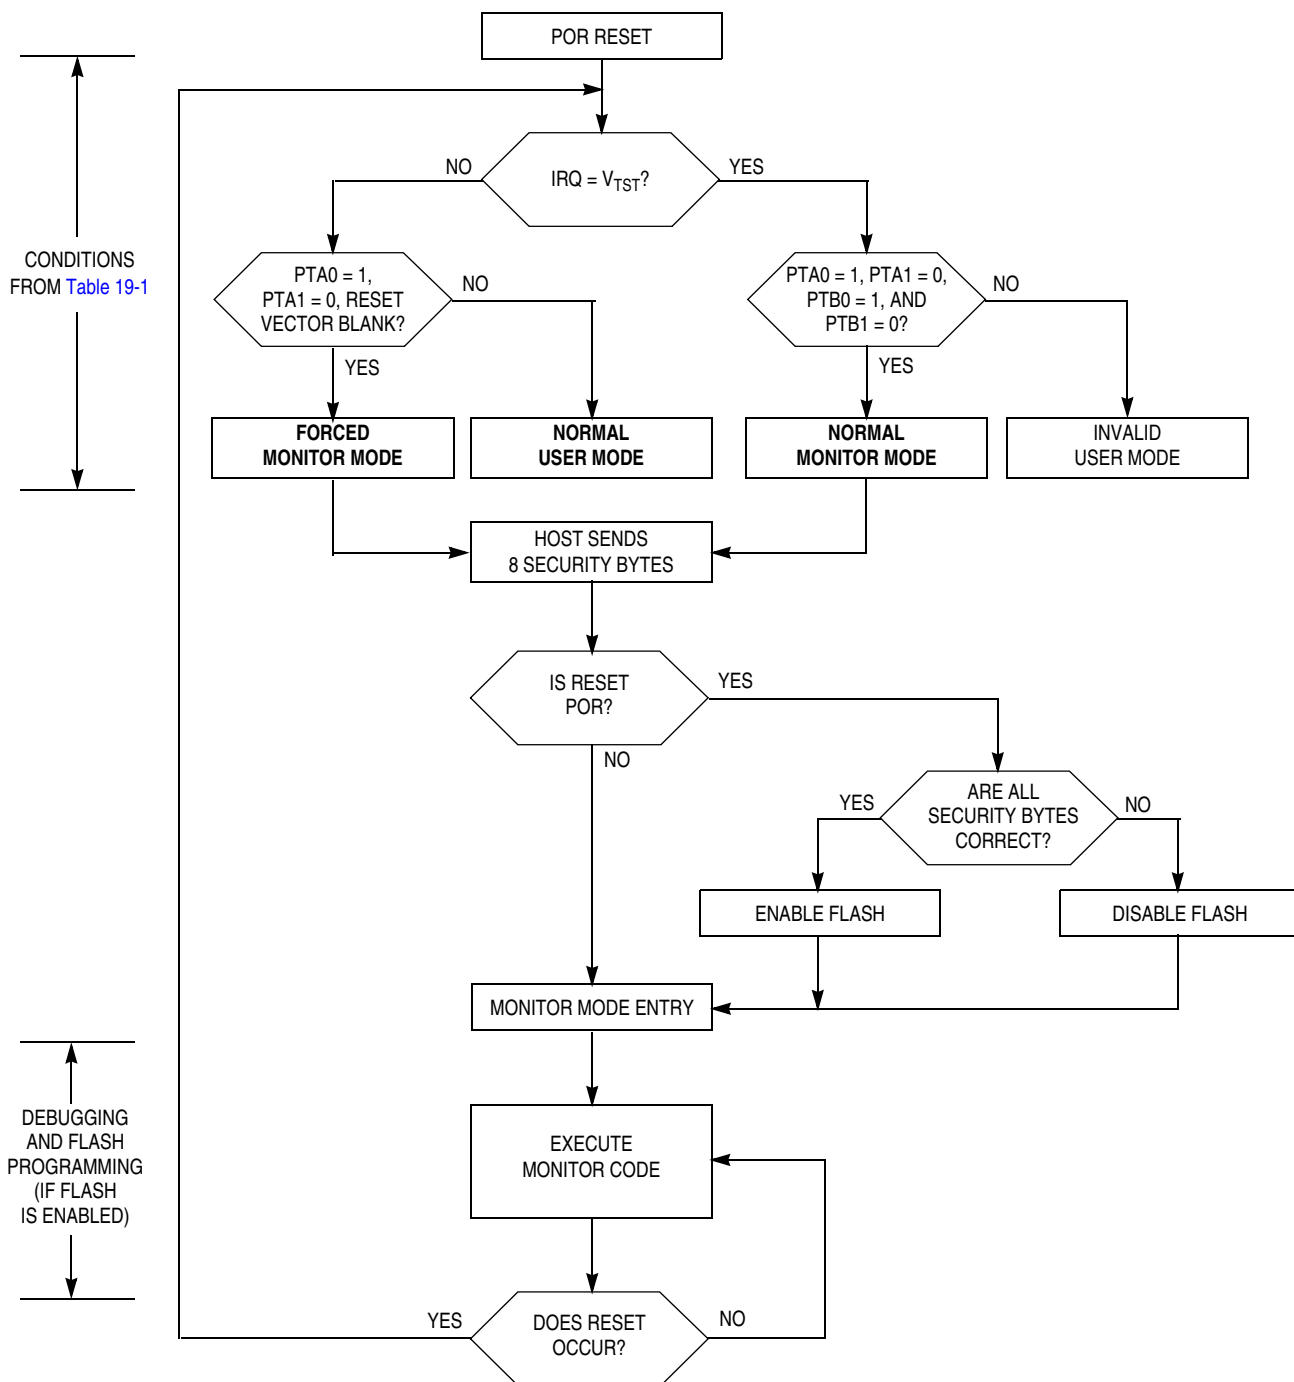 POR RESET
NO
YES
IRQ = VTST?
CONDITIONS
FROM Table 19-1
PTA0 = 1,
PTA1 = 0, RESET
VECTOR BLANK?
NO
YES
PTA0 = 1, PTA1 = 0,
PTB0 = 1, AND
PTB1 = 0?
NO
YES
FORCED
MONITOR MODE
NORMAL
USER MODE
NORMAL
MONITOR MODE
INVALID
USER MODE
HOST SENDS
8 SECURITY BYTES
IS RESET
POR?
YES
NO
ARE ALL
SECURITY BYTES
CORRECT?
YES
NO
ENABLE FLASH
DISABLE FLASH
MONITOR MODE ENTRY
DEBUGGING
AND FLASH
PROGRAMMING
(IF FLASH
IS ENABLED)
EXECUTE
MONITOR CODE
YES
DOES RESET
OCCUR?
NO